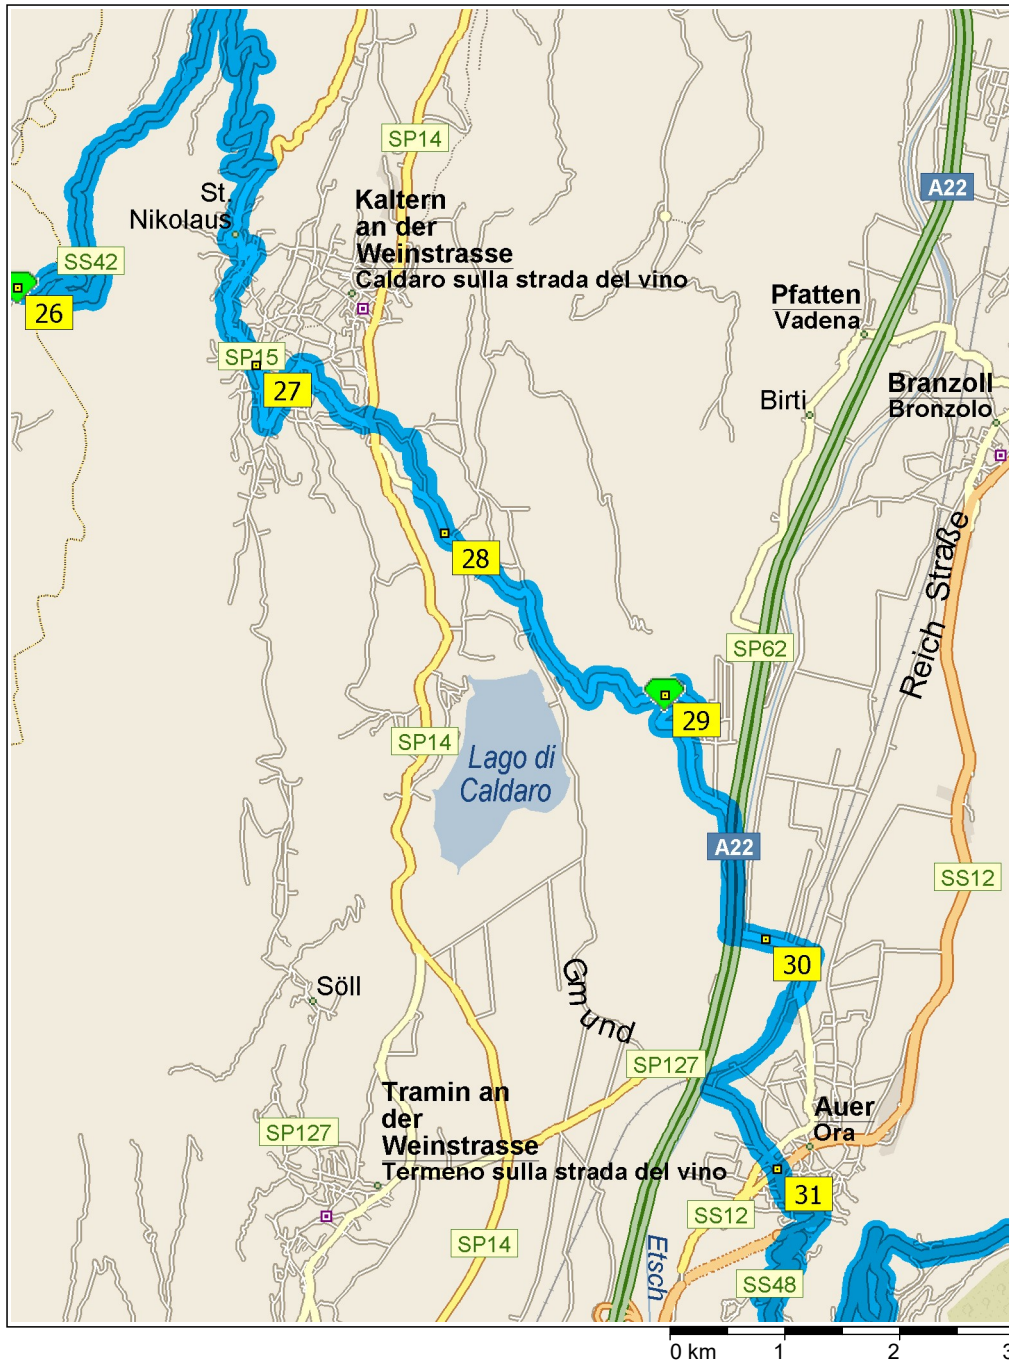 SP14
A22
St.
Nikolaus
Kaltern
an der
Weinstrasse
Caldaro sulla strada del vino
SS42
26
Pfatten
Vadena
SP15
27
Birti
Branzoll
Bronzolo
28
Reich Straße
SP62
29
SP14
Lago di
Caldaro
A22
SS12
30
Söll
Gmund
SP127
Tramin an
der
Weinstrasse
Termeno sulla strada del vino
SP127
Auer
Ora
31
SS12
SP14
Etsch
SS48
0 km 1 2 3